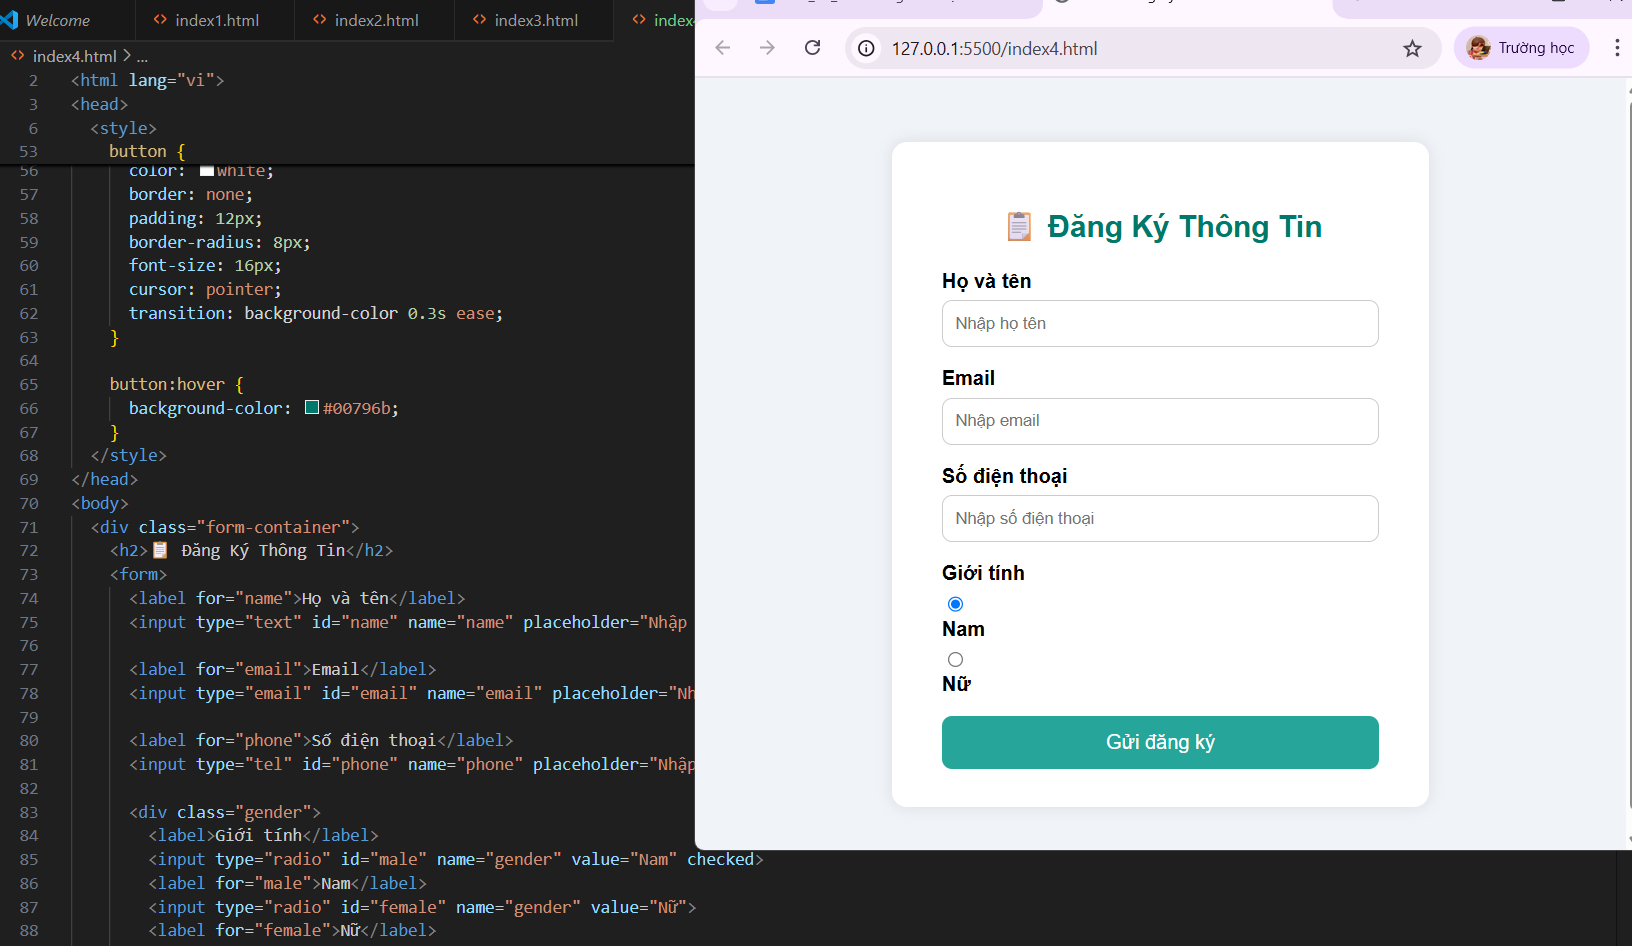 Welcome
index1.html
index2.html
index3.html
index4.html > ...
2 <html lang="vi">
3 <head>
6 <style>
53 button {
56 color: white;
57 border: none;
58 padding: 12px;
59 border-radius: 8px;
60 font-size: 16px;
61 cursor: pointer;
62 transition: background-color 0.3s ease;
63 }
64
65 button:hover {
66 background-color: #00796b;
67 }
68 </style>
69 </head>
70 <body>
71 <div class="form-container">
72 <h2>📋 Đăng Ký Thông Tin</h2>
73 <form>
74 <label for="name">Họ và tên</label>
75 <input type="text" id="name" name="name" placeholder="Nhập
76
77 <label for="email">Email</label>
78 <input type="email" id="email" name="email" placeholder="Nh
79
80 <label for="phone">Số điện thoại</label>
81 <input type="tel" id="phone" name="phone" placeholder="Nhập
82
83 <div class="gender">
84 <label>Giới tính</label>
85 <input type="radio" id="male" name="gender" value="Nam" checked>
86 <label for="male">Nam</label>
87 <input type="radio" id="female" name="gender" value="Nữ">
88 <label for="female">Nữ</label>
127.0.0.1:5500/index4.html
Trường học
📋 Đăng Ký Thông Tin
Họ và tên
Nhập họ tên
Email
Nhập email
Số điện thoại
Nhập số điện thoại
Giới tính
Nam
Nữ
Gửi đăng ký